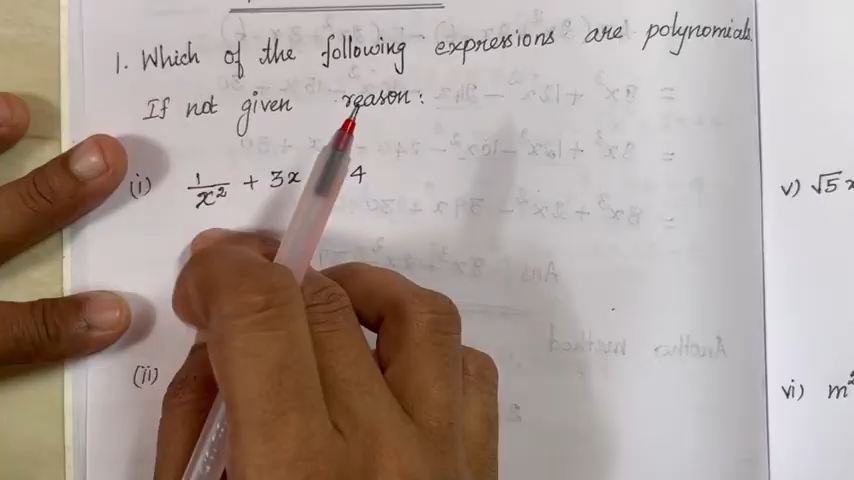 1. Which of the following expressions are polynomials.
If not given reason:
(i) 1/x² + 3x 4
v) √5
(ii)
vi) m²